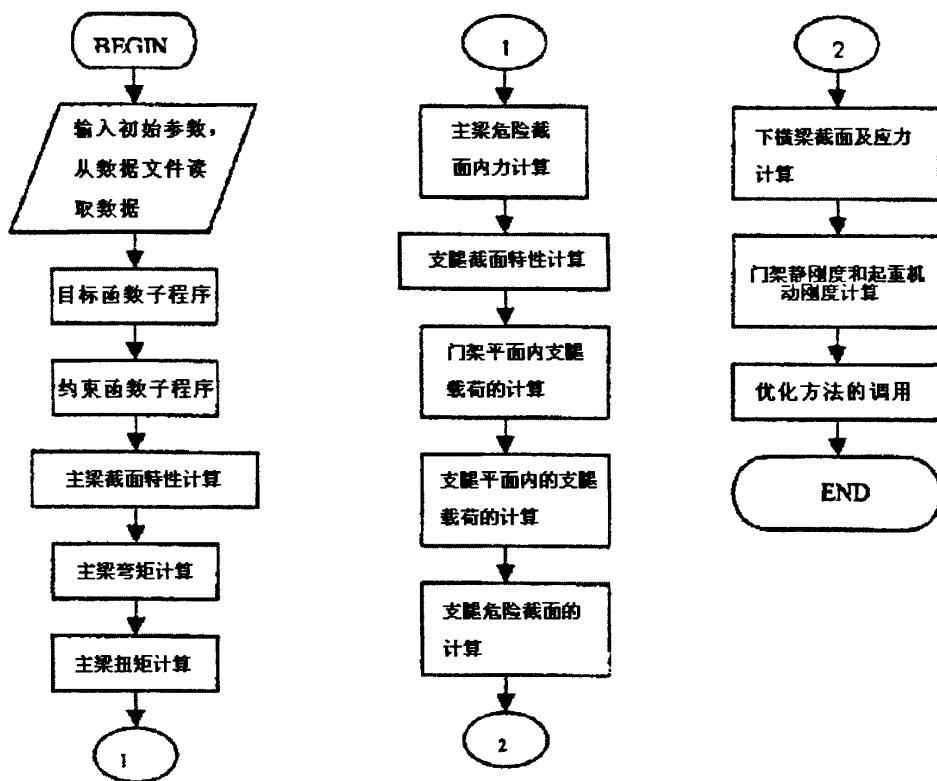 BEGIN
输入初始参数，
从数据文件读
取数据
目标函数子程序
约束函数子程序
主梁截面特性计算
主梁弯矩计算
主梁扭矩计算
1
1
主梁危险截
面内力计算
支腿截面特性计算
门架平面内支腿
载荷的计算
支腿平面内的支腿
载荷的计算
支腿危险截面的
计算
2
2
下横梁截面及应力
计算
门架静刚度和起重机
动刚度计算
优化方法的调用
END